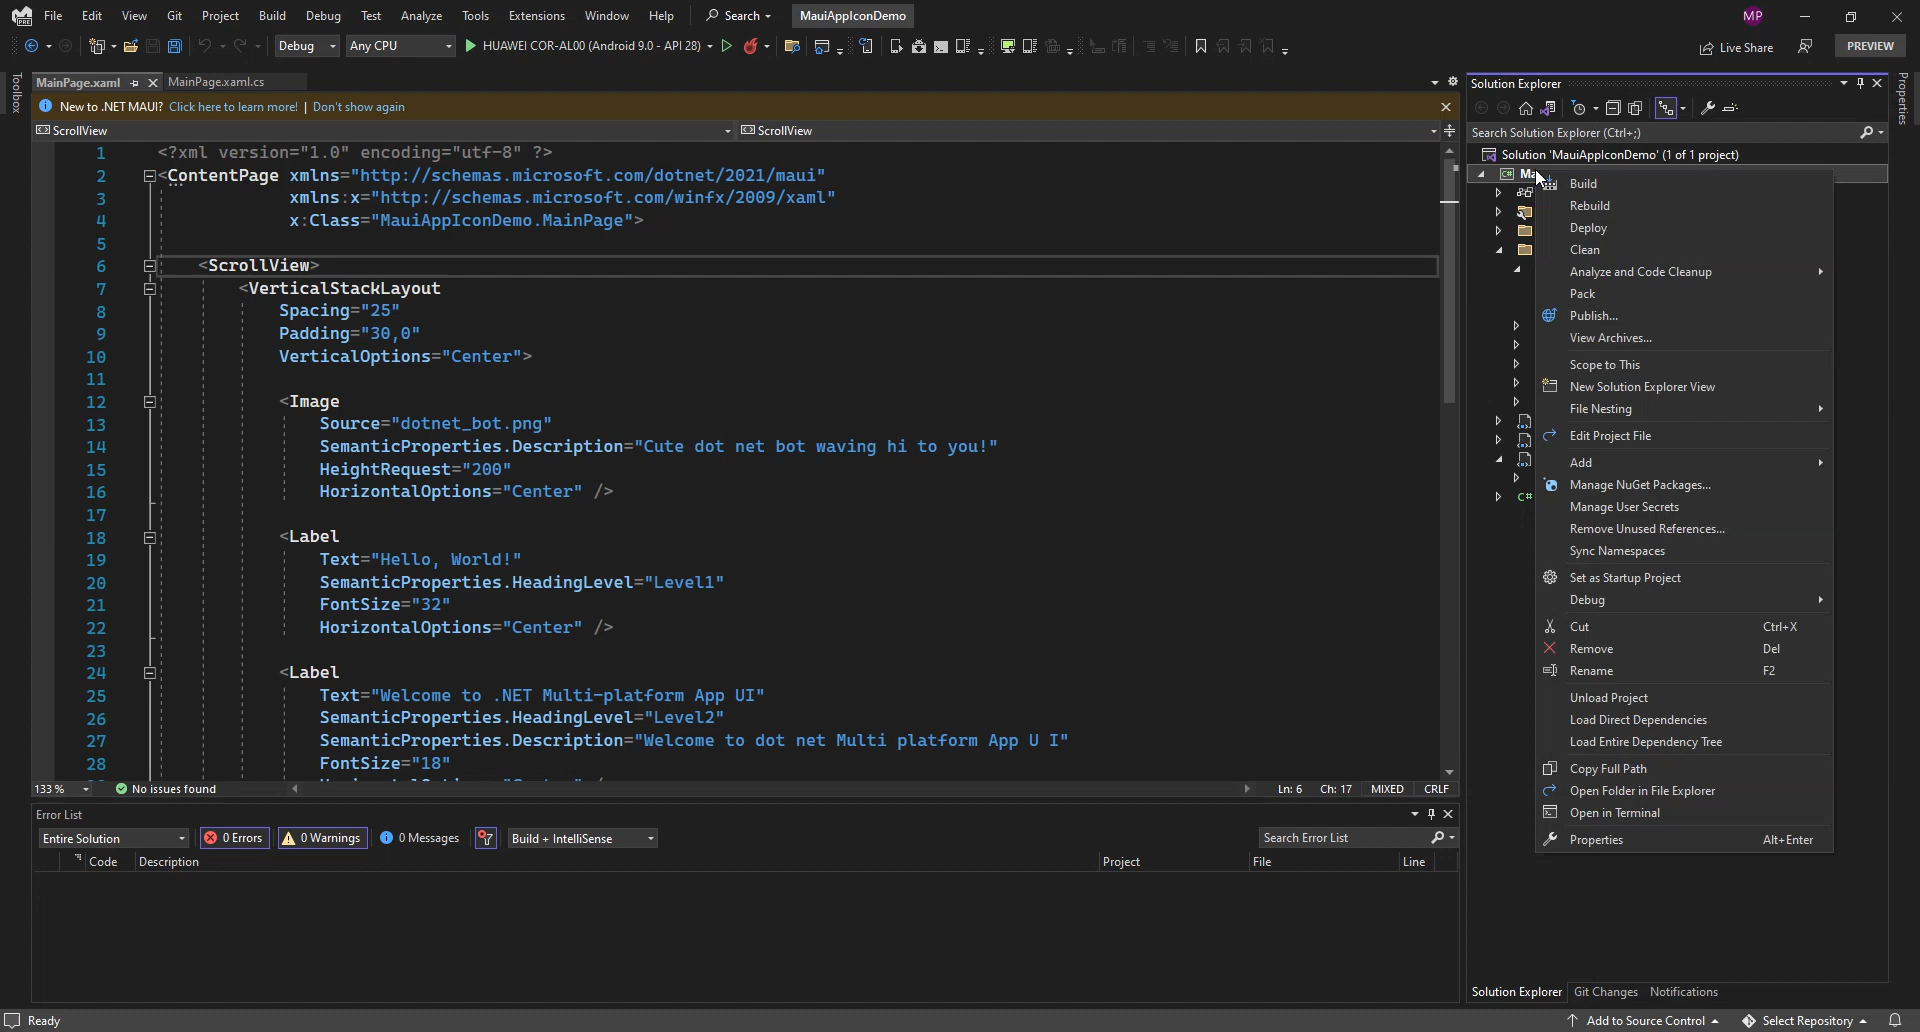 File Edit View Git Project Build Debug Test Analyze Tools Extensions Window Help Search MauiAppIconDemo MP
Debug Any CPU HUAWEI COR-AL00 (Android 9.0 - API 28) Live Share PREVIEW
Toolbox
MainPage.xaml MainPage.xaml.cs
New to .NET MAUI? Click here to learn more! | Don't show again
ScrollView ScrollView
1 <?xml version="1.0" encoding="utf-8" ?>
2 <ContentPage xmlns="http://schemas.microsoft.com/dotnet/2021/maui"
3 xmlns:x="http://schemas.microsoft.com/winfx/2009/xaml"
4 x:Class="MauiAppIconDemo.MainPage">
5
6 <ScrollView>
7 <VerticalStackLayout
8 Spacing="25"
9 Padding="30,0"
10 VerticalOptions="Center">
11
12 <Image
13 Source="dotnet_bot.png"
14 SemanticProperties.Description="Cute dot net bot waving hi to you!"
15 HeightRequest="200"
16 HorizontalOptions="Center" />
17
18 <Label
19 Text="Hello, World!"
20 SemanticProperties.HeadingLevel="Level1"
21 FontSize="32"
22 HorizontalOptions="Center" />
23
24 <Label
25 Text="Welcome to .NET Multi-platform App UI"
26 SemanticProperties.HeadingLevel="Level2"
27 SemanticProperties.Description="Welcome to dot net Multi platform App U I"
28 FontSize="18"
133 % No issues found Ln: 6 Ch: 17 MIXED CRLF
Error List
Entire Solution 0 Errors 0 Warnings 0 Messages Build + IntelliSense Search Error List
Code Description Project File Line
Solution Explorer
Search Solution Explorer (Ctrl+;)
Solution 'MauiAppIconDemo' (1 of 1 project)
C# Ma
C#
Build
Rebuild
Deploy
Clean
Analyze and Code Cleanup
Pack
Publish...
View Archives...
Scope to This
New Solution Explorer View
File Nesting
Edit Project File
Add
Manage NuGet Packages...
Manage User Secrets
Remove Unused References...
Sync Namespaces
Set as Startup Project
Debug
Cut Ctrl+X
Remove Del
Rename F2
Unload Project
Load Direct Dependencies
Load Entire Dependency Tree
Copy Full Path
Open Folder in File Explorer
Open in Terminal
Properties Alt+Enter
Solution Explorer Git Changes Notifications
Properties
Ready Add to Source Control Select Repository